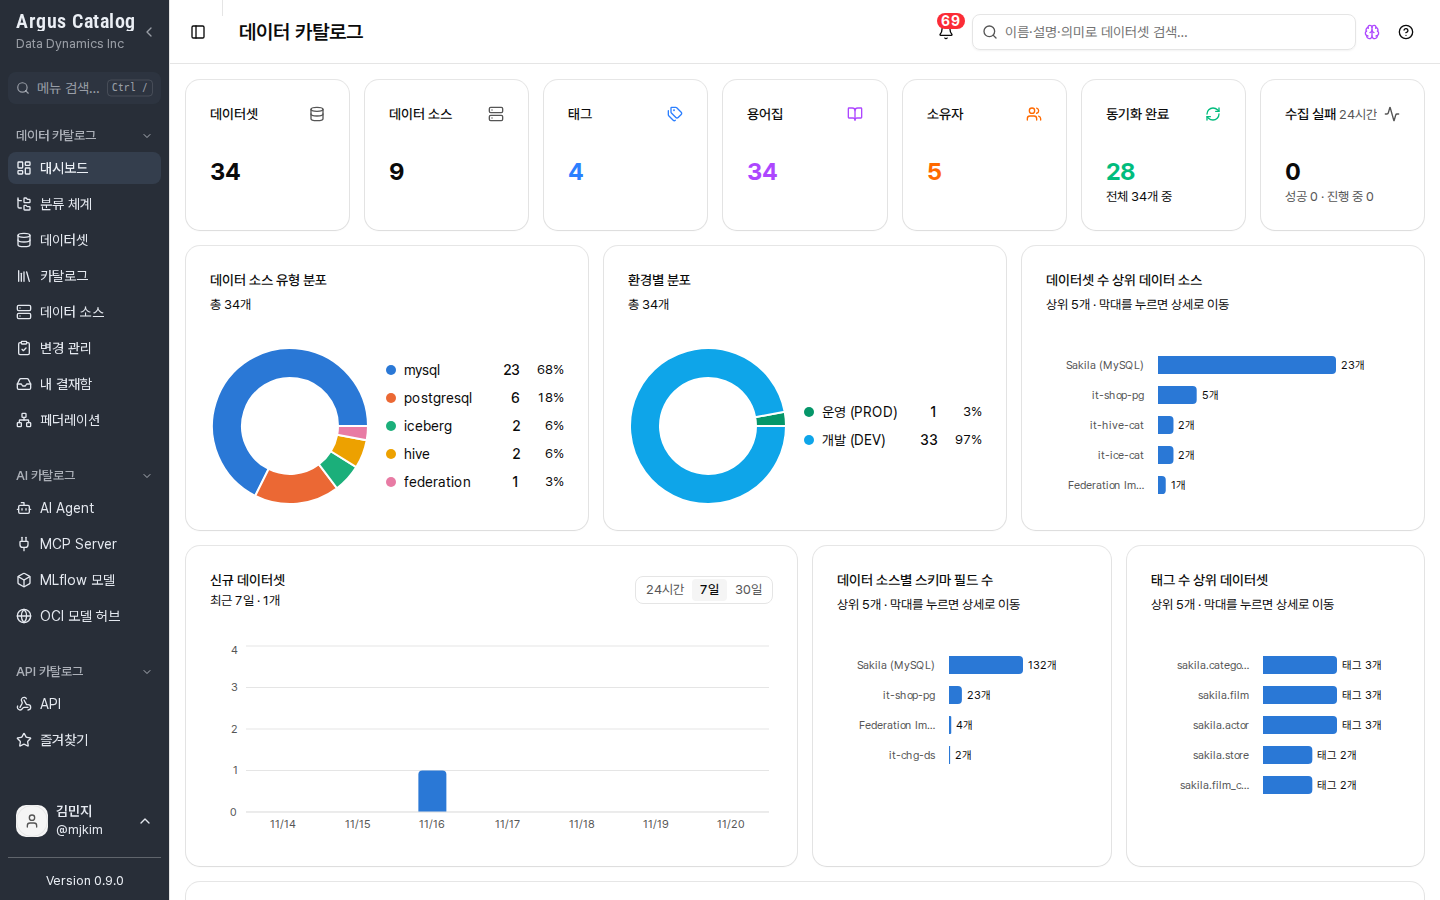 Argus Catalog
Data Dynamics Inc
메뉴 검색... Ctrl /
데이터 카탈로그
대시보드
분류 체계
데이터셋
카탈로그
데이터 소스
변경 관리
내 결재함
페더레이션
AI 카탈로그
AI Agent
MCP Server
MLflow 모델
OCI 모델 허브
API 카탈로그
API
즐겨찾기
김민지
@mjkim
Version 0.9.0
데이터 카탈로그
69
이름·설명·의미로 데이터셋 검색...
데이터셋
34
데이터 소스
9
태그
4
용어집
34
소유자
5
동기화 완료
28
전체 34개 중
수집 실패 24시간
0
성공 0 · 진행 중 0
데이터 소스 유형 분포
총 34개
mysql 23 68%
postgresql 6 18%
iceberg 2 6%
hive 2 6%
federation 1 3%
환경별 분포
총 34개
운영 (PROD) 1 3%
개발 (DEV) 33 97%
데이터셋 수 상위 데이터 소스
상위 5개 · 막대를 누르면 상세로 이동
Sakila (MySQL) 23개
it-shop-pg 5개
it-hive-cat 2개
it-ice-cat 2개
Federation Im... 1개
신규 데이터셋
최근 7일 · 1개
24시간 7일 30일
4
3
2
1
0
11/14 11/15 11/16 11/17 11/18 11/19 11/20
데이터 소스별 스키마 필드 수
상위 5개 · 막대를 누르면 상세로 이동
Sakila (MySQL) 132개
it-shop-pg 23개
Federation Im... 4개
it-chg-ds 2개
태그 수 상위 데이터셋
상위 5개 · 막대를 누르면 상세로 이동
sakila.catego... 태그 3개
sakila.film 태그 3개
sakila.actor 태그 3개
sakila.store 태그 2개
sakila.film_c... 태그 2개